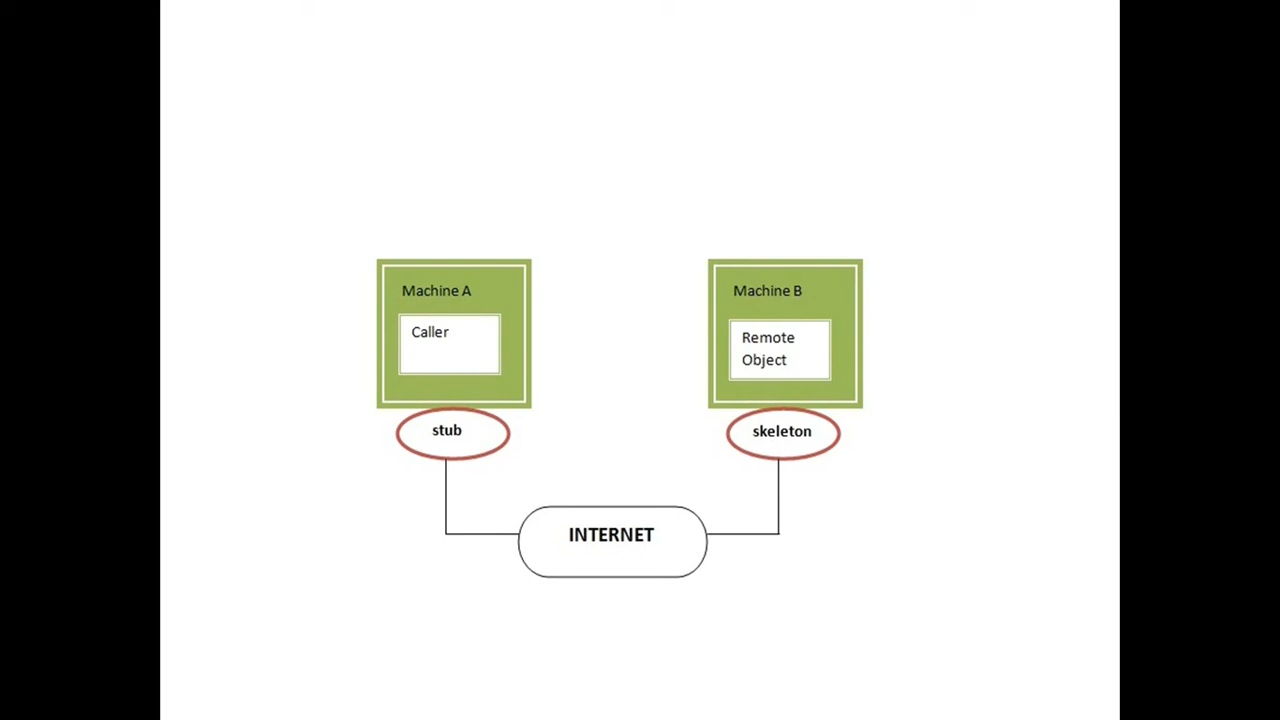 Machine A
Caller
stub
Machine B
Remote
Object
skeleton
INTERNET